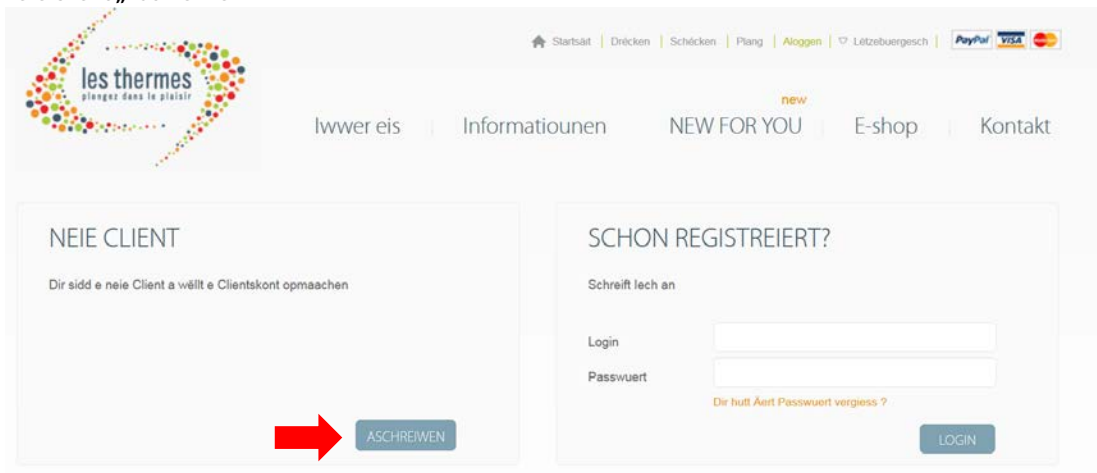 Startsäit | Drécken | Schécken | Plang | Aloggen | Lëtzebuergesch | PayPal VISA
les thermes
plongez dans le plaisir
new
Iwwer eis Informatiounen NEW FOR YOU E-shop Kontakt
NEIE CLIENT
Dir sidd e neie Client a wëllt e Clientskont opmaachen
ASCHREIWEN
SCHON REGISTREIERT?
Schreift Iech an
Login
Passwuert
Dir hutt Äert Passwuert vergiess ?
LOGIN